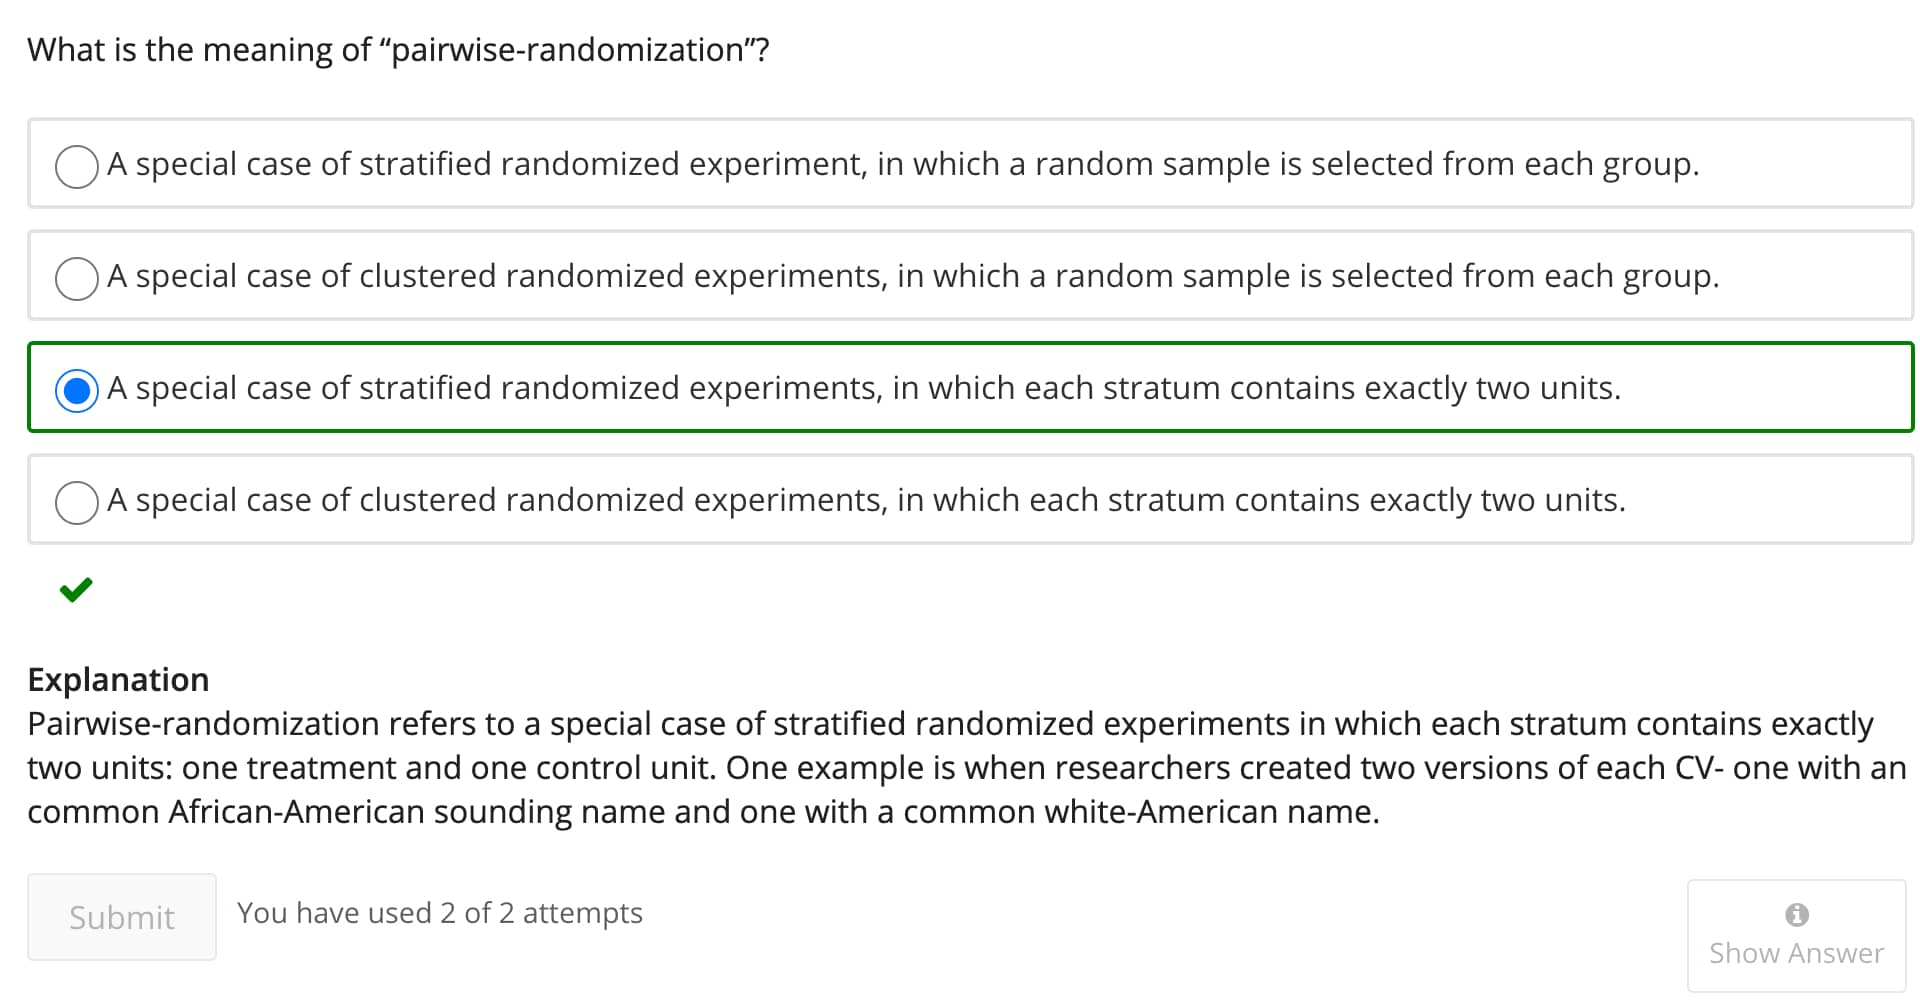 What is the meaning of “pairwise-randomization”?
A special case of stratified randomized experiment, in which a random sample is selected from each group.
A special case of clustered randomized experiments, in which a random sample is selected from each group.
A special case of stratified randomized experiments, in which each stratum contains exactly two units.
A special case of clustered randomized experiments, in which each stratum contains exactly two units.
Explanation
Pairwise-randomization refers to a special case of stratified randomized experiments in which each stratum contains exactly
two units: one treatment and one control unit. One example is when researchers created two versions of each CV- one with an
common African-American sounding name and one with a common white-American name.
Submit
You have used 2 of 2 attempts
Show Answer